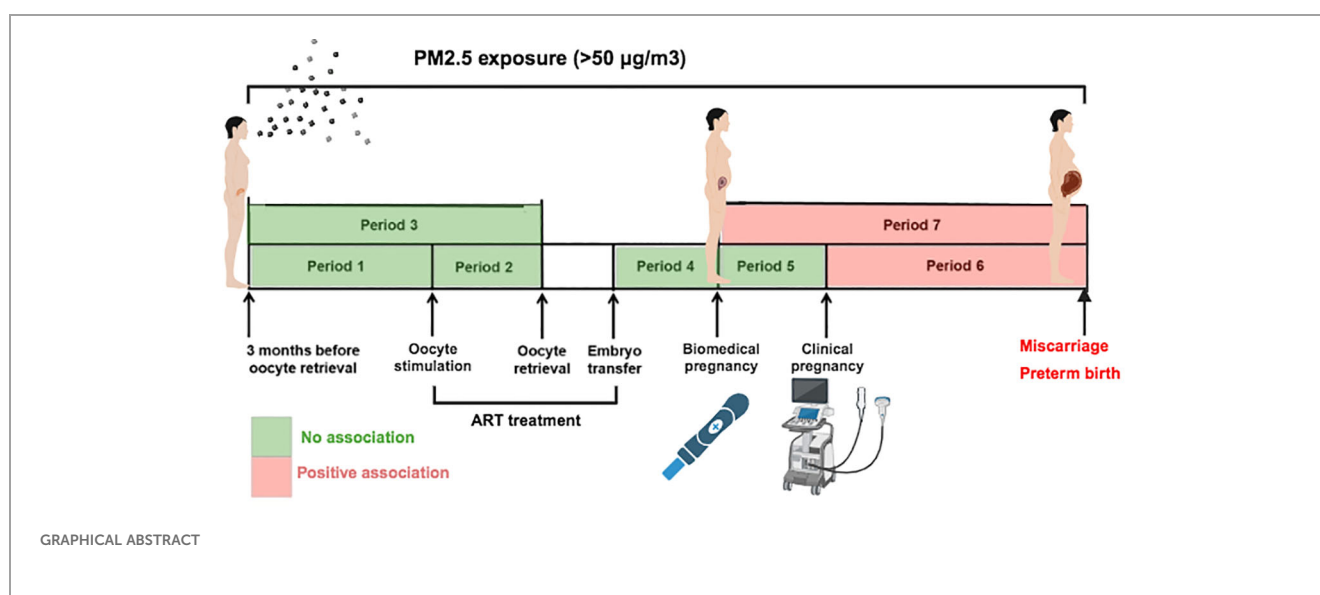 PM2.5 exposure (>50 µg/m3)
Period 3
Period 7
Period 1
Period 2
Period 4
Period 5
Period 6
3 months before
oocyte retrieval
Oocyte
stimulation
Oocyte
retrieval
Embryo
transfer
Biomedical
pregnancy
Clinical
pregnancy
Miscarriage
Preterm birth
ART treatment
No association
Positive association
GRAPHICAL ABSTRACT